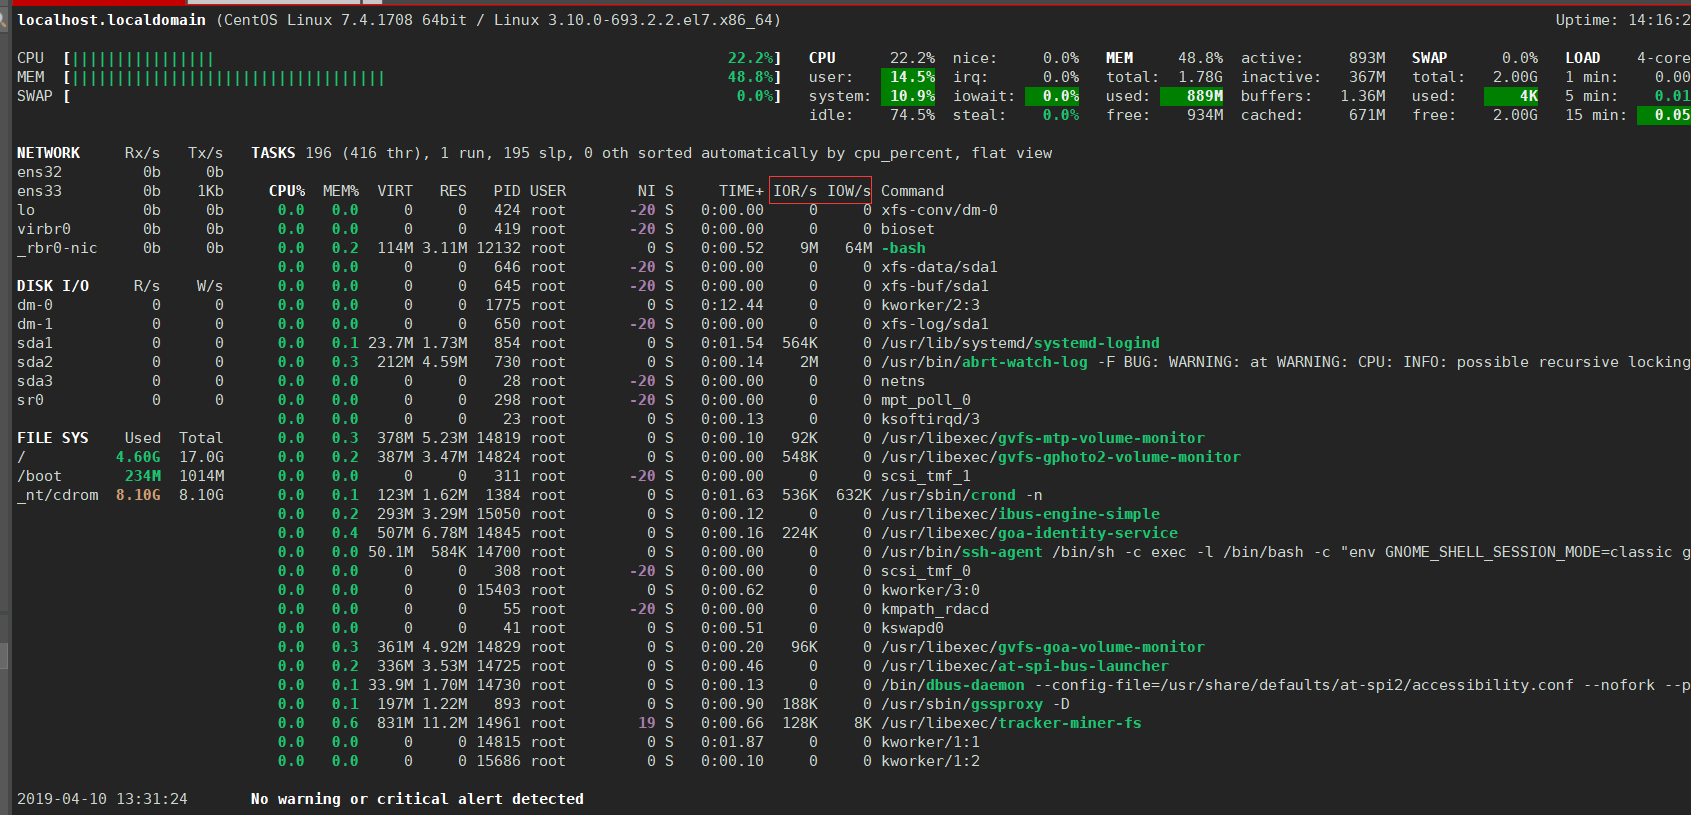 localhost.localdomain (CentOS Linux 7.4.1708 64bit / Linux 3.10.0-693.2.2.el7.x86_64) Uptime: 14:16:2
CPU [|||||||||||||||| 22.2%] CPU 22.2% nice: 0.0% MEM 48.8% active: 893M SWAP 0.0% LOAD 4-core
MEM [||||||||||||||||||||||||||||||||||| 48.8%] user: 14.5% irq: 0.0% total: 1.78G inactive: 367M total: 2.00G 1 min: 0.00
SWAP [ 0.0%] system: 10.9% iowait: 0.0% used: 889M buffers: 1.36M used: 4K 5 min: 0.01
idle: 74.5% steal: 0.0% free: 934M cached: 671M free: 2.00G 15 min: 0.05
NETWORK Rx/s Tx/s TASKS 196 (416 thr), 1 run, 195 slp, 0 oth sorted automatically by cpu_percent, flat view
ens32 0b 0b
ens33 0b 1Kb CPU% MEM% VIRT RES PID USER NI S TIME+ IOR/s IOW/s Command
lo 0b 0b 0.0 0.0 0 0 424 root -20 S 0:00.00 0 0 xfs-conv/dm-0
virbr0 0b 0b 0.0 0.0 0 0 419 root -20 S 0:00.00 0 0 bioset
_rbr0-nic 0b 0b 0.0 0.2 114M 3.11M 12132 root 0 S 0:00.52 9M 64M -bash
0.0 0.0 0 0 646 root -20 S 0:00.00 0 0 xfs-data/sda1
DISK I/O R/s W/s 0.0 0.0 0 0 645 root -20 S 0:00.00 0 0 xfs-buf/sda1
dm-0 0 0 0.0 0.0 0 0 1775 root 0 S 0:12.44 0 0 kworker/2:3
dm-1 0 0 0.0 0.0 0 0 650 root -20 S 0:00.00 0 0 xfs-log/sda1
sda1 0 0 0.0 0.1 23.7M 1.73M 854 root 0 S 0:01.54 564K 0 /usr/lib/systemd/systemd-logind
sda2 0 0 0.0 0.3 212M 4.59M 730 root 0 S 0:00.14 2M 0 /usr/bin/abrt-watch-log -F BUG: WARNING: at WARNING: CPU: INFO: possible recursive locking
sda3 0 0 0.0 0.0 0 0 28 root -20 S 0:00.00 0 0 netns
sr0 0 0 0.0 0.0 0 0 298 root -20 S 0:00.00 0 0 mpt_poll_0
0.0 0.0 0 0 23 root 0 S 0:00.13 0 0 ksoftirqd/3
FILE SYS Used Total 0.0 0.3 378M 5.23M 14819 root 0 S 0:00.10 92K 0 /usr/libexec/gvfs-mtp-volume-monitor
/ 4.60G 17.0G 0.0 0.2 387M 3.47M 14824 root 0 S 0:00.00 548K 0 /usr/libexec/gvfs-gphoto2-volume-monitor
/boot 234M 1014M 0.0 0.0 0 0 311 root -20 S 0:00.00 0 0 scsi_tmf_1
_nt/cdrom 8.10G 8.10G 0.0 0.1 123M 1.62M 1384 root 0 S 0:01.63 536K 632K /usr/sbin/crond -n
0.0 0.2 293M 3.29M 15050 root 0 S 0:00.12 0 0 /usr/libexec/ibus-engine-simple
0.0 0.4 507M 6.78M 14845 root 0 S 0:00.16 224K 0 /usr/libexec/goa-identity-service
0.0 0.0 50.1M 584K 14700 root 0 S 0:00.00 0 0 /usr/bin/ssh-agent /bin/sh -c exec -l /bin/bash -c "env GNOME_SHELL_SESSION_MODE=classic g
0.0 0.0 0 0 308 root -20 S 0:00.00 0 0 scsi_tmf_0
0.0 0.0 0 0 15403 root 0 S 0:00.62 0 0 kworker/3:0
0.0 0.0 0 0 55 root -20 S 0:00.00 0 0 kmpath_rdacd
0.0 0.0 0 0 41 root 0 S 0:00.51 0 0 kswapd0
0.0 0.3 361M 4.92M 14829 root 0 S 0:00.20 96K 0 /usr/libexec/gvfs-goa-volume-monitor
0.0 0.2 336M 3.53M 14725 root 0 S 0:00.46 0 0 /usr/libexec/at-spi-bus-launcher
0.0 0.1 33.9M 1.70M 14730 root 0 S 0:00.13 0 0 /bin/dbus-daemon --config-file=/usr/share/defaults/at-spi2/accessibility.conf --nofork --p
0.0 0.1 197M 1.22M 893 root 0 S 0:00.90 188K 0 /usr/sbin/gssproxy -D
0.0 0.6 831M 11.2M 14961 root 19 S 0:00.66 128K 8K /usr/libexec/tracker-miner-fs
0.0 0.0 0 0 14815 root 0 S 0:01.87 0 0 kworker/1:1
0.0 0.0 0 0 15686 root 0 S 0:00.10 0 0 kworker/1:2
2019-04-10 13:31:24 No warning or critical alert detected